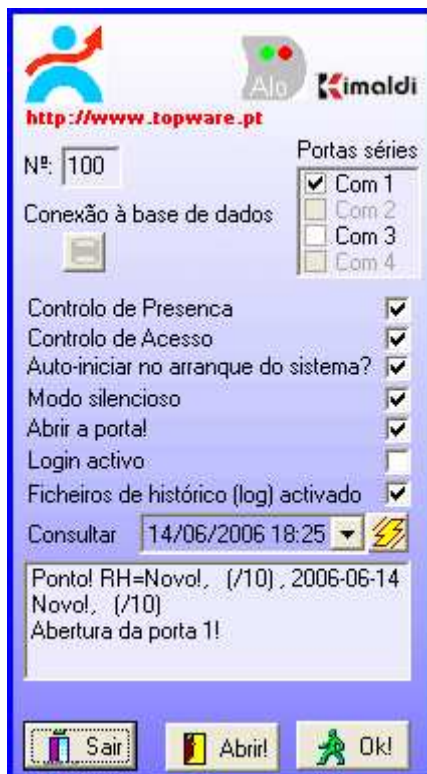 Alo
Kimaldi
http://www.topware.pt
Nº: 100
Portas séries
Com 1
Com 2
Com 3
Com 4
Conexão à base de dados
Controlo de Presenca
Controlo de Acesso
Auto-iniciar no arranque do sistema?
Modo silencioso
Abrir a porta!
Login activo
Ficheiros de histórico (log) activado
Consultar 14/06/2006 18:25
Ponto! RH=Novo!, (/10) , 2006-06-14
Novo!, (/10)
Abertura da porta 1!
Sair Abrir! Ok!